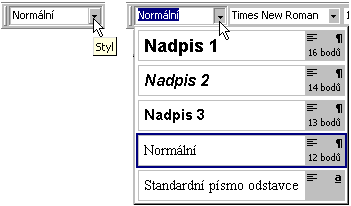 Normální
Styl
Normální Times New Roman 1
Nadpis 1 ¶
16 bodů
Nadpis 2 ¶
14 bodů
Nadpis 3 ¶
13 bodů
Normální ¶
12 bodů
Standardní písmo odstavce a